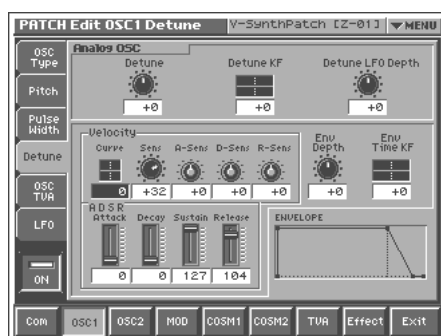 PATCH Edit OSC1 Detune V-SynthPatch [Z-01] ▼MENU
OSC Type
Pitch
Pulse Width
Detune
OSC TVA
LFO
ON
Analog OSC
Detune Detune KF Detune LFO Depth
+0 +0 +0
Velocity
Curve Sens A-Sens D-Sens R-Sens
0 +32 +0 +0 +0
Env Depth Env Time KF
+0 +0
ADSR
Attack Decay Sustain Release
0 0 127 104
ENVELOPE
Com OSC1 OSC2 MOD COSM1 COSM2 TVA Effect Exit